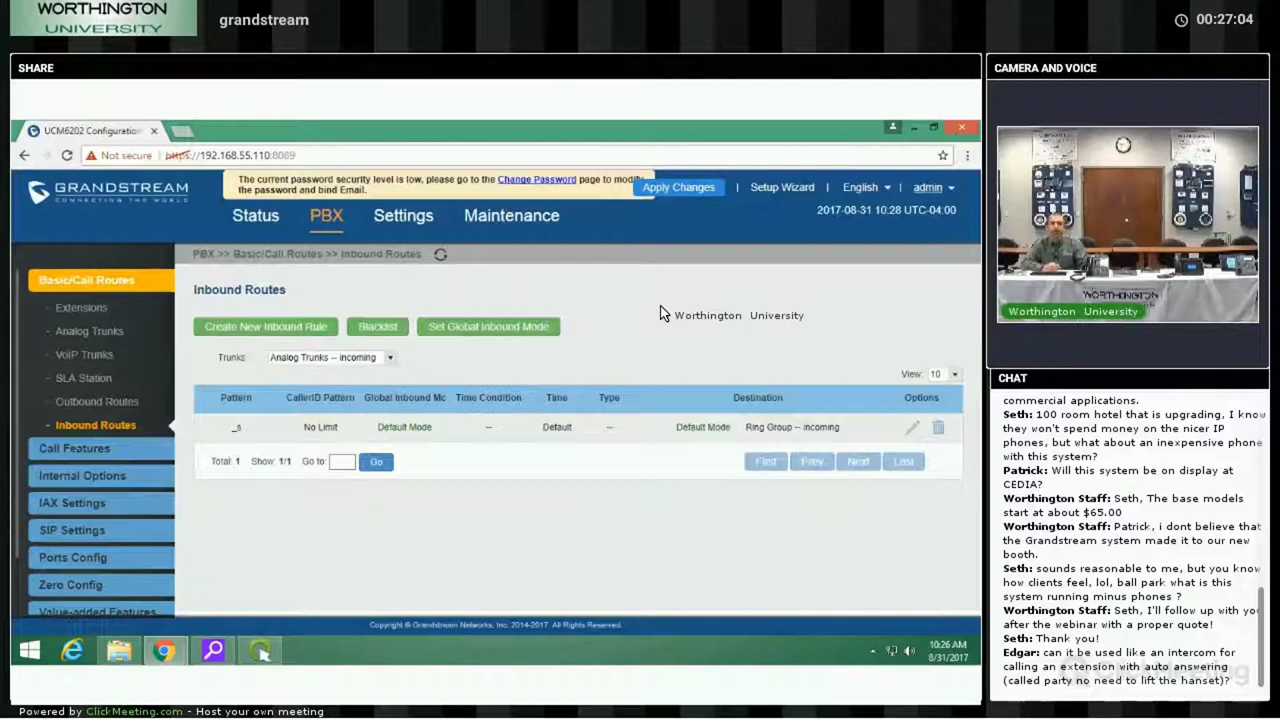 WORTHINGTON
UNIVERSITY
grandstream
00:27:04
SHARE
UCM6202 Configuration
Not secure https://192.168.55.110:8089
GRANDSTREAM
CONNECTING THE WORLD
The current password security level is low, please go to the Change Password page to modify
the password and bind Email.
Apply Changes
Setup Wizard
English
admin
2017-08-31 10:28 UTC-04:00
Status PBX Settings Maintenance
PBX >> Basic/Call Routes >> Inbound Routes
Basic/Call Routes
- Extensions
- Analog Trunks
- VoIP Trunks
- SLA Station
- Outbound Routes
- Inbound Routes
Call Features
Internal Options
IAX Settings
SIP Settings
Ports Config
Zero Config
Value-added Features
Inbound Routes
Worthington University
Create New Inbound Rule Blacklist Set Global Inbound Mode
Trunks Analog Trunks -- incoming
View: 10
Pattern CallerID Pattern Global Inbound Mc Time Condition Time Type Destination Options
_s No Limit Default Mode -- Default -- Default Mode Ring Group -- incoming
Total: 1 Show: 1/1 Go to: Go First Prev Next Last
Copyright © Grandstream Networks, Inc. 2014-2017. All Rights Reserved.
10:26 AM
8/31/2017
CAMERA AND VOICE
WORTHINGTON
Worthington University
CHAT
commercial applications.
Seth: 100 room hotel that is upgrading, I know
they won't spend money on the nicer IP
phones, but what about an inexpensive phone
with this system?
Patrick: Will this system be on display at
CEDIA?
Worthington Staff: Seth, The base models
start at about $65.00
Worthington Staff: Patrick, i dont believe that
the Grandstream system made it to our new
booth.
Seth: sounds reasonable to me, but you know
how clients feel, lol, ball park what is this
system running minus phones ?
Worthington Staff: Seth, I'll follow up with you
after the webinar with a proper quote!
Seth: Thank you!
Edgar: can it be used like an intercom for
calling an extension with auto answering
(called party no need to lift the hanset)?
ClickMeeting
Powered by ClickMeeting.com - Host your own meeting